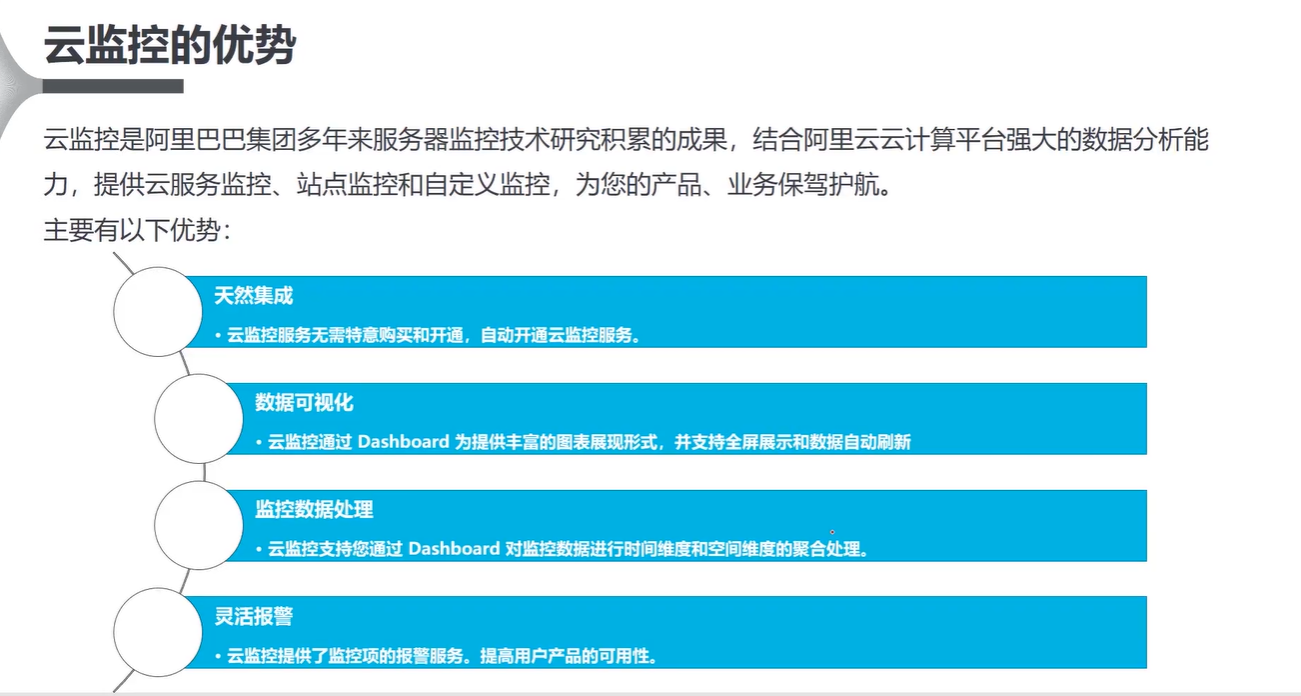 云监控的优势
云监控是阿里巴巴集团多年来服务器监控技术研究积累的成果，结合阿里云云计算平台强大的数据分析能
力，提供云服务监控、站点监控和自定义监控，为您的产品、业务保驾护航。
主要有以下优势：
天然集成
• 云监控服务无需特意购买和开通，自动开通云监控服务。
数据可视化
• 云监控通过 Dashboard 为提供丰富的图表展现形式，并支持全屏展示和数据自动刷新
监控数据处理
• 云监控支持您通过 Dashboard 对监控数据进行时间维度和空间维度的聚合处理。
灵活报警
• 云监控提供了监控项的报警服务。提高用户产品的可用性。